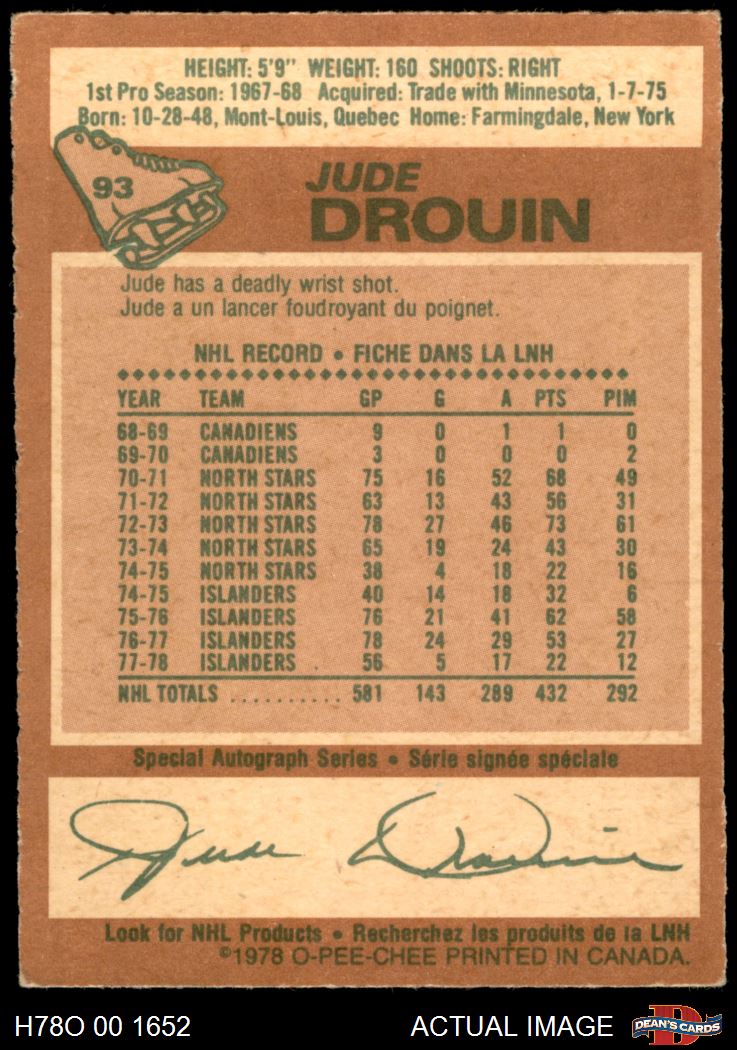 HEIGHT: 5'9" WEIGHT: 160 SHOOTS: RIGHT
1st Pro Season: 1967-68 Acquired: Trade with Minnesota, 1-7-75
Born: 10-28-48, Mont-Louis, Quebec Home: Farmingdale, New York
93
JUDE
DROUIN
Jude has a deadly wrist shot.
Jude a un lancer foudroyant du poignet.
NHL RECORD • FICHE DANS LA LNH
YEAR TEAM GP G A PTS PIM
68-69 CANADIENS 9 0 1 1 0
69-70 CANADIENS 3 0 0 0 2
70-71 NORTH STARS 75 16 52 68 49
71-72 NORTH STARS 63 13 43 56 31
72-73 NORTH STARS 78 27 46 73 61
73-74 NORTH STARS 65 19 24 43 30
74-75 NORTH STARS 38 4 18 22 16
74-75 ISLANDERS 40 14 18 32 6
75-76 ISLANDERS 76 21 41 62 58
76-77 ISLANDERS 78 24 29 53 27
77-78 ISLANDERS 56 5 17 22 12
NHL TOTALS .......... 581 143 289 432 292
Special Autograph Series • Série signée spéciale
Jude Drouin
Look for NHL Products • Recherchez les produits de la LNH
©1978 O-PEE-CHEE PRINTED IN CANADA.
H78O 00 1652 ACTUAL IMAGE D DEAN'S CARDS